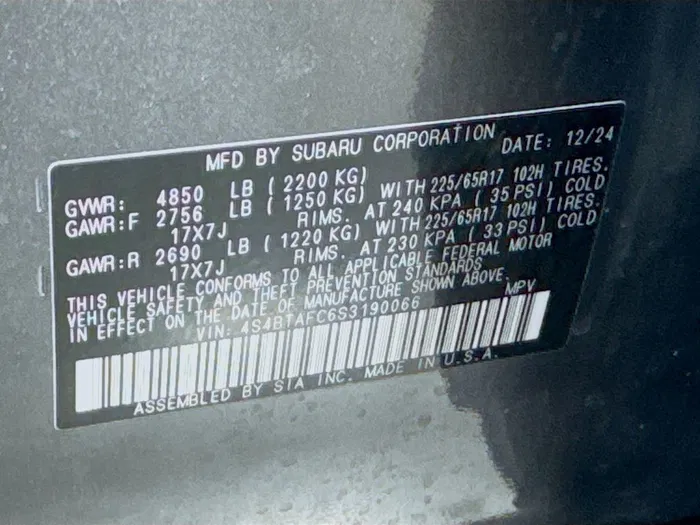 MFD BY SUBARU CORPORATION DATE: 12/24
GVWR: 4850 LB (2200 KG)
GAWR:F 2756 LB (1250 KG) WITH 225/65R17 102H TIRES.
17X7J RIMS. AT 240 KPA (35 PSI) COLD
GAWR:R 2690 LB (1220 KG) WITH 225/65R17 102H TIRES.
17X7J RIMS. AT 230 KPA (33 PSI) COLD
THIS VEHICLE CONFORMS TO ALL APPLICABLE FEDERAL MOTOR
VEHICLE SAFETY AND THEFT PREVENTION STANDARDS
IN EFFECT ON DATE OF MANUFACTURE SHOWN ABOVE.
VIN: 4S4BTAFC6S3190066 MPV
ASSEMBLED BY SIA INC. MADE IN U.S.A.